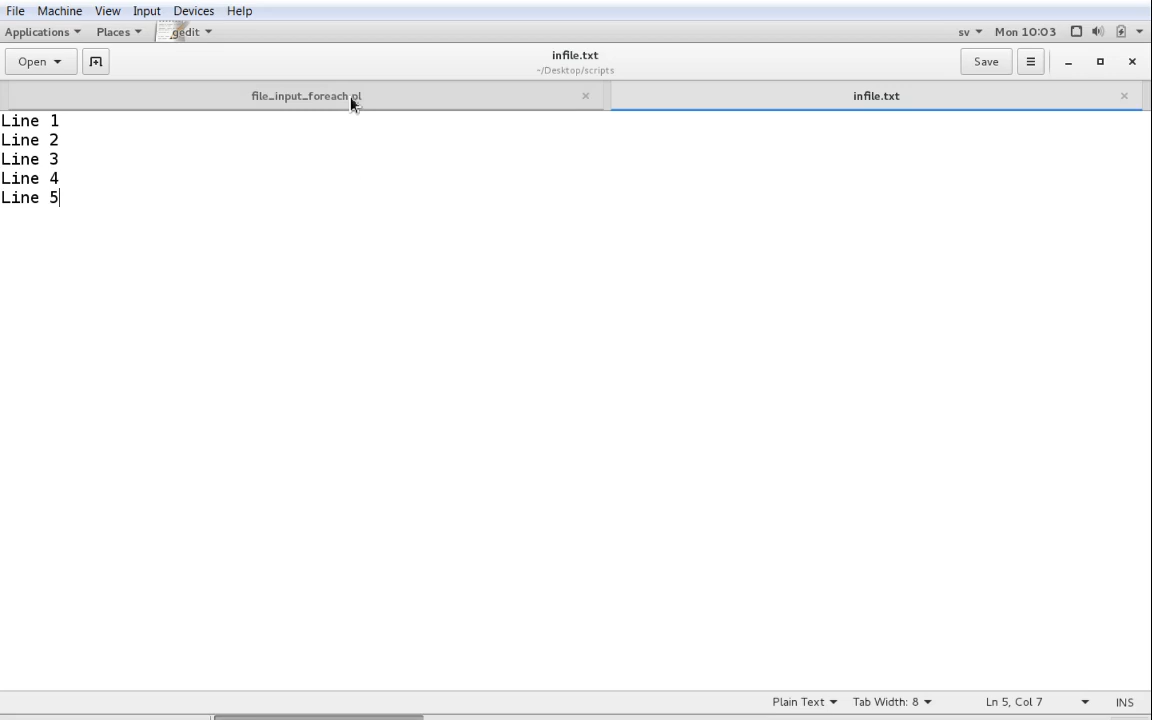 File Machine View Input Devices Help
Applications Places gedit sv Mon 10:03
Open infile.txt Save
~/Desktop/scripts
file_input_foreach.pl infile.txt
Line 1
Line 2
Line 3
Line 4
Line 5
Plain Text Tab Width: 8 Ln 5, Col 7 INS